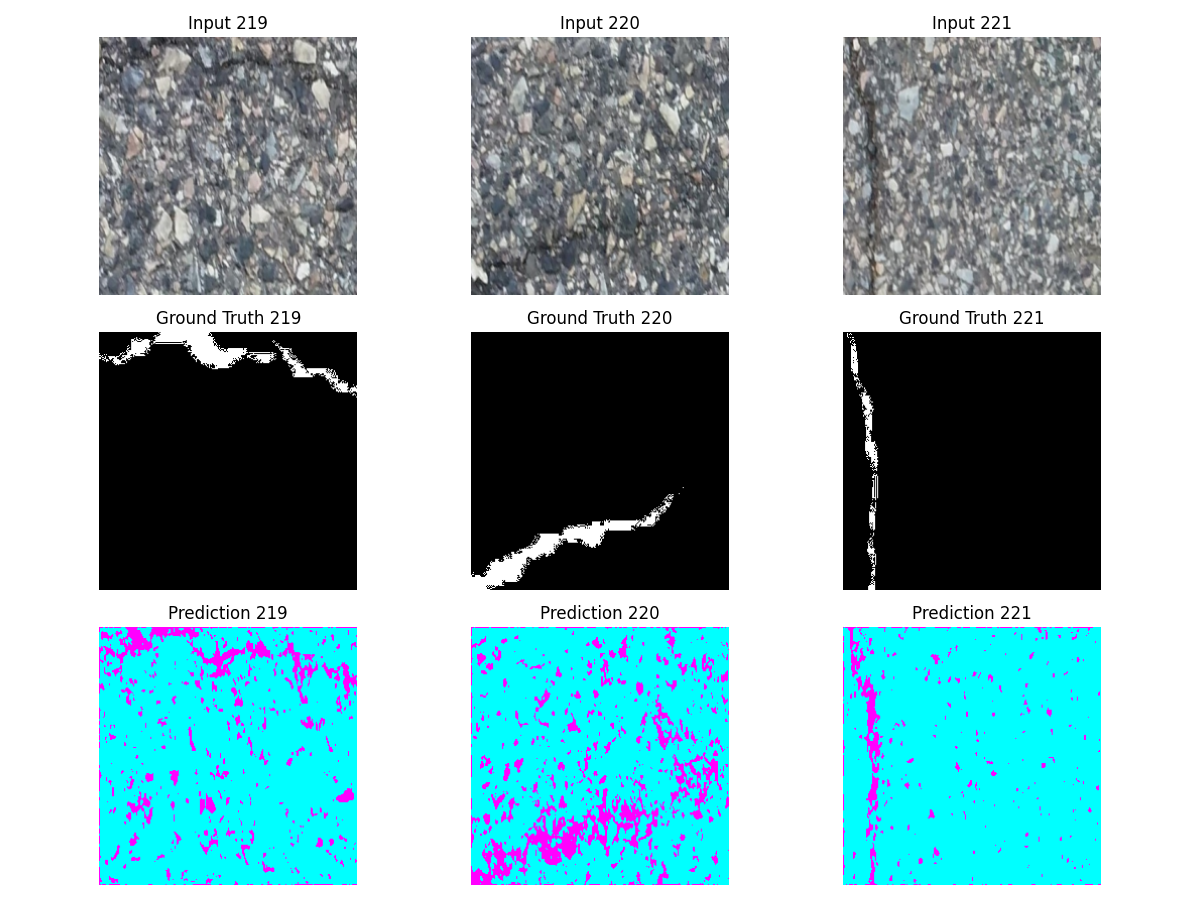 Input 219
Input 220
Input 221
Ground Truth 219
Ground Truth 220
Ground Truth 221
Prediction 219
Prediction 220
Prediction 221